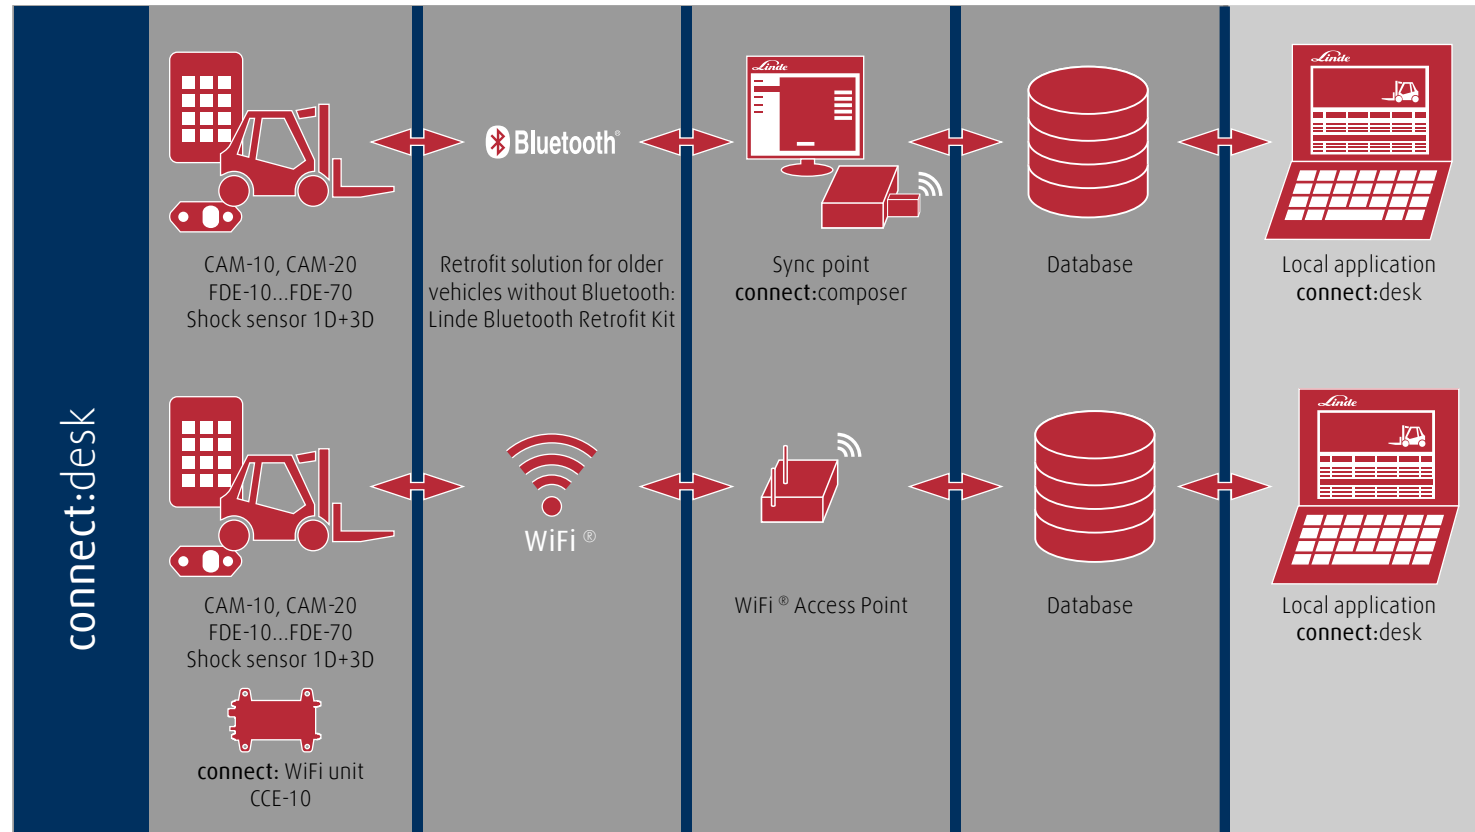 connect:desk
Bluetooth®
Linde
Linde
CAM-10, CAM-20
FDE-10...FDE-70
Shock sensor 1D+3D
Retrofit solution for older
vehicles without Bluetooth:
Linde Bluetooth Retrofit Kit
Sync point
connect:composer
Database
Local application
connect:desk
WiFi ®
Linde
CAM-10, CAM-20
FDE-10...FDE-70
Shock sensor 1D+3D
WiFi ® Access Point
Database
Local application
connect:desk
connect: WiFi unit
CCE-10